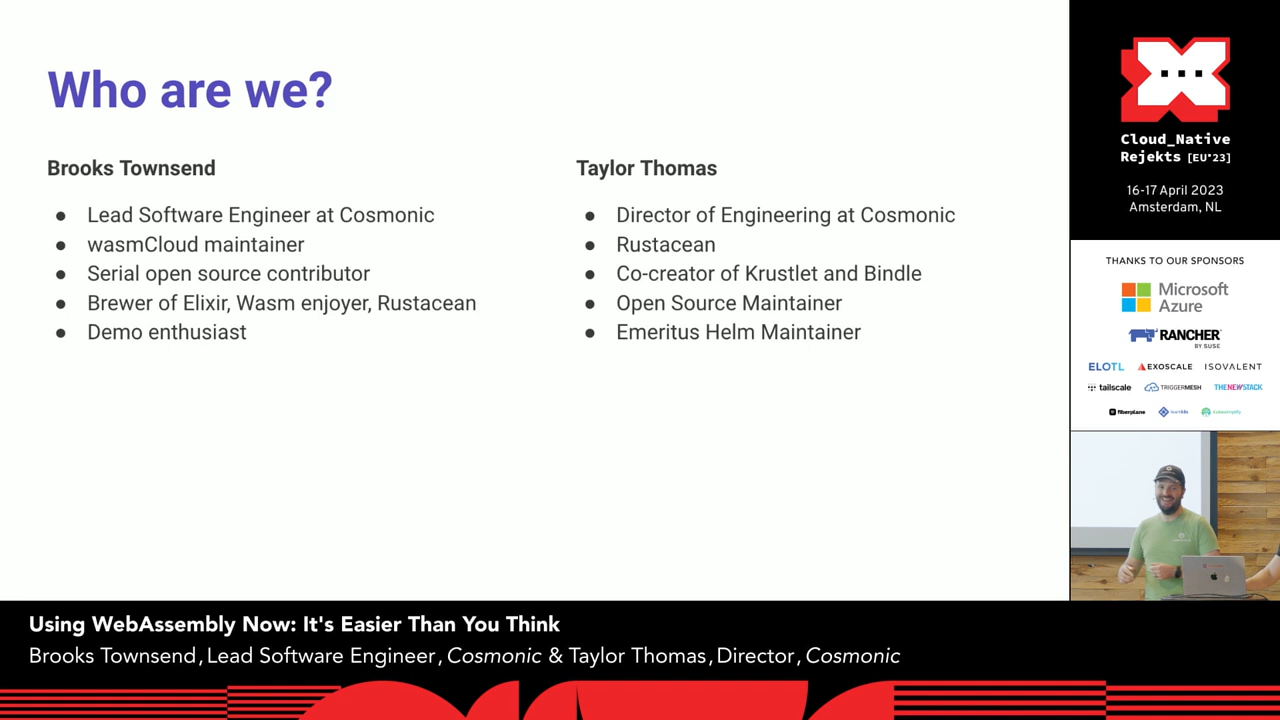 Who are we?
Brooks Townsend
● Lead Software Engineer at Cosmonic
● wasmCloud maintainer
● Serial open source contributor
● Brewer of Elixir, Wasm enjoyer, Rustacean
● Demo enthusiast
Taylor Thomas
● Director of Engineering at Cosmonic
● Rustacean
● Co-creator of Krustlet and Bindle
● Open Source Maintainer
● Emeritus Helm Maintainer
Cloud_Native
Rejekts [EU*23]
16-17 April 2023
Amsterdam, NL
THANKS TO OUR SPONSORS
Microsoft
Azure
RANCHER
BY SUSE
ELOTL EXOSCALE ISOVALENT
tailscale TRIGGERMESH THENEWSTACK
fiberplane kubesimplify
Using WebAssembly Now: It's Easier Than You Think
Brooks Townsend, Lead Software Engineer, Cosmonic & Taylor Thomas, Director, Cosmonic